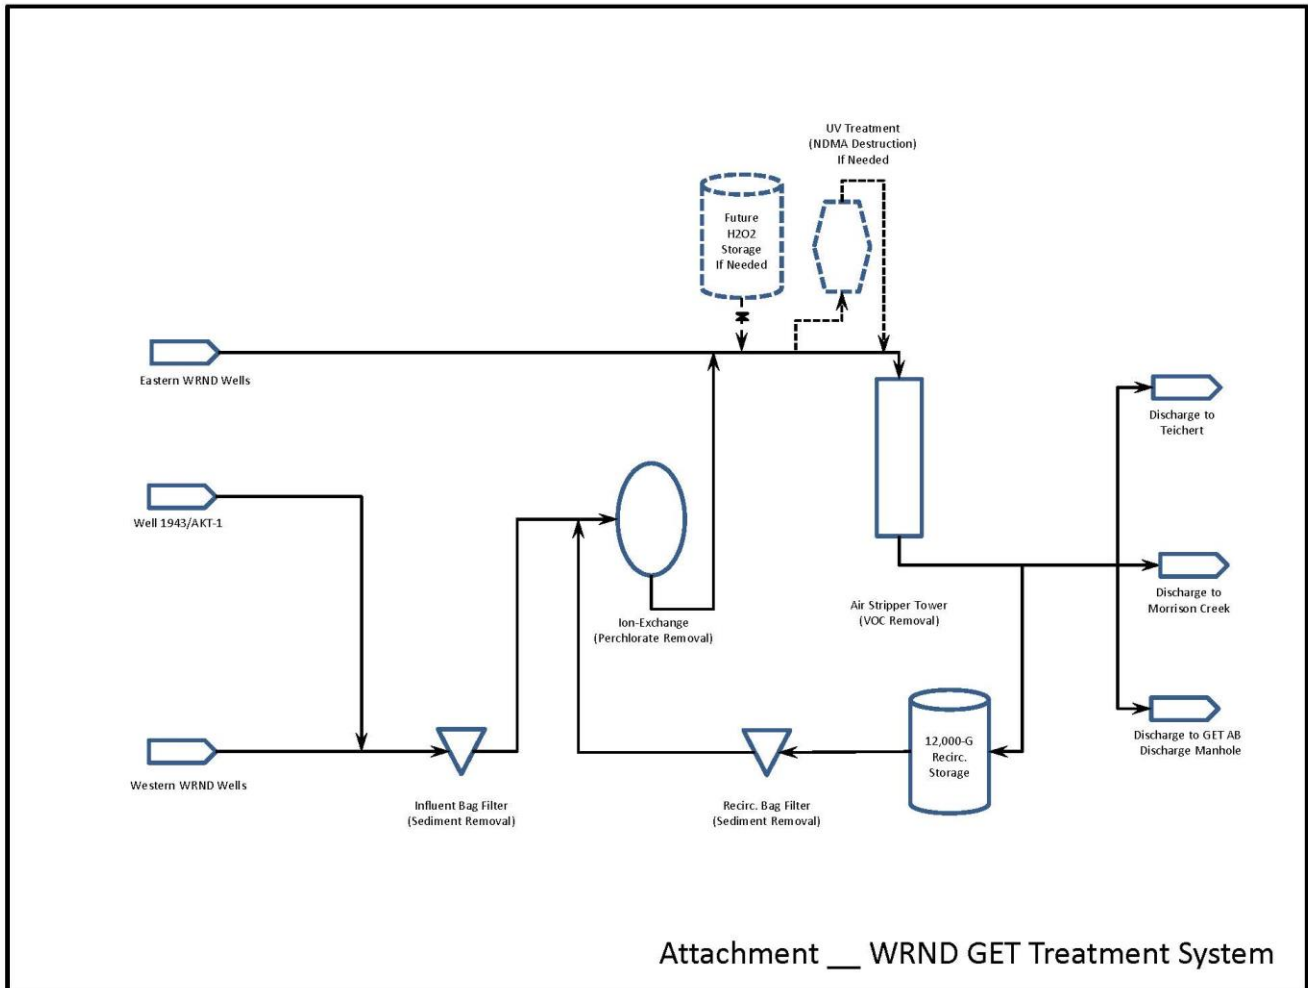 UV Treatment
(NDMA Destruction)
If Needed
Future
H2O2
Storage
If Needed
Eastern WRND Wells
Discharge to
Teichert
Well 1943/AKT-1
Ion-Exchange
(Perchlorate Removal)
Air Stripper Tower
(VOC Removal)
Discharge to
Morrison Creek
Western WRND Wells
Influent Bag Filter
(Sediment Removal)
Recirc. Bag Filter
(Sediment Removal)
12,000-G
Recirc.
Storage
Discharge to GET AB
Discharge Manhole
Attachment __ WRND GET Treatment System